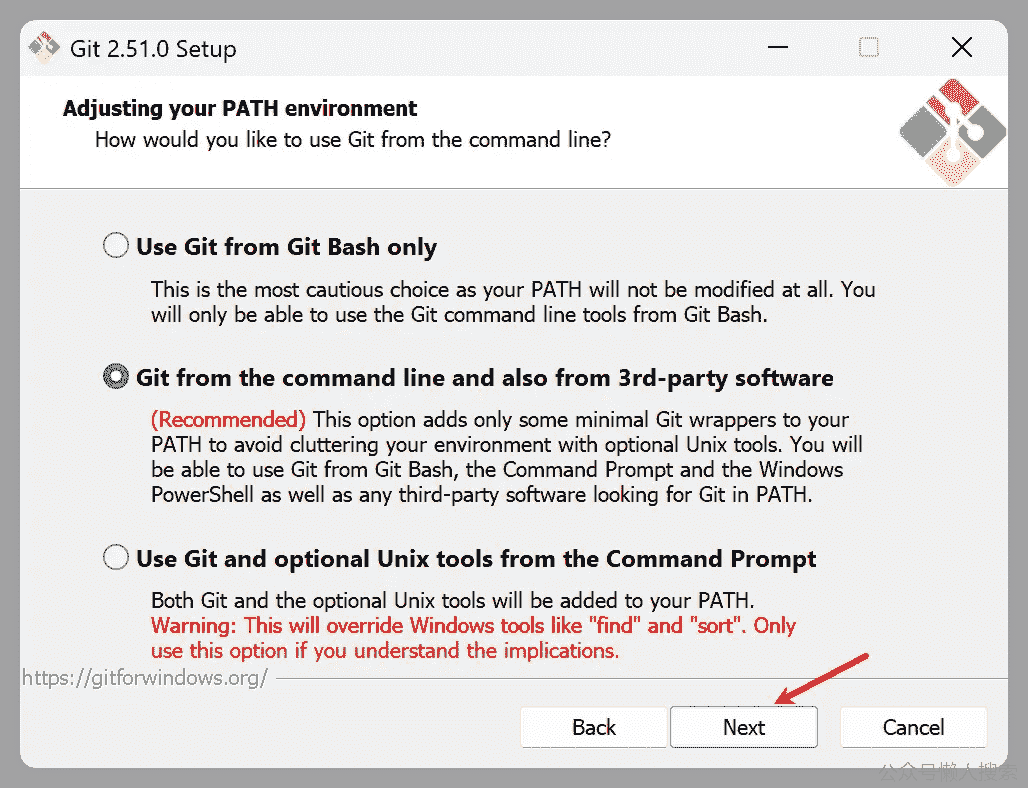 Git 2.51.0 Setup
Adjusting your PATH environment
How would you like to use Git from the command line?
Use Git from Git Bash only
This is the most cautious choice as your PATH will not be modified at all. You
will only be able to use the Git command line tools from Git Bash.
Git from the command line and also from 3rd-party software
(Recommended) This option adds only some minimal Git wrappers to your
PATH to avoid cluttering your environment with optional Unix tools. You will
be able to use Git from Git Bash, the Command Prompt and the Windows
PowerShell as well as any third-party software looking for Git in PATH.
Use Git and optional Unix tools from the Command Prompt
Both Git and the optional Unix tools will be added to your PATH.
Warning: This will override Windows tools like "find" and "sort". Only
use this option if you understand the implications.
https://gitforwindows.org/
Back
Next
Cancel
公众号懒人搜索